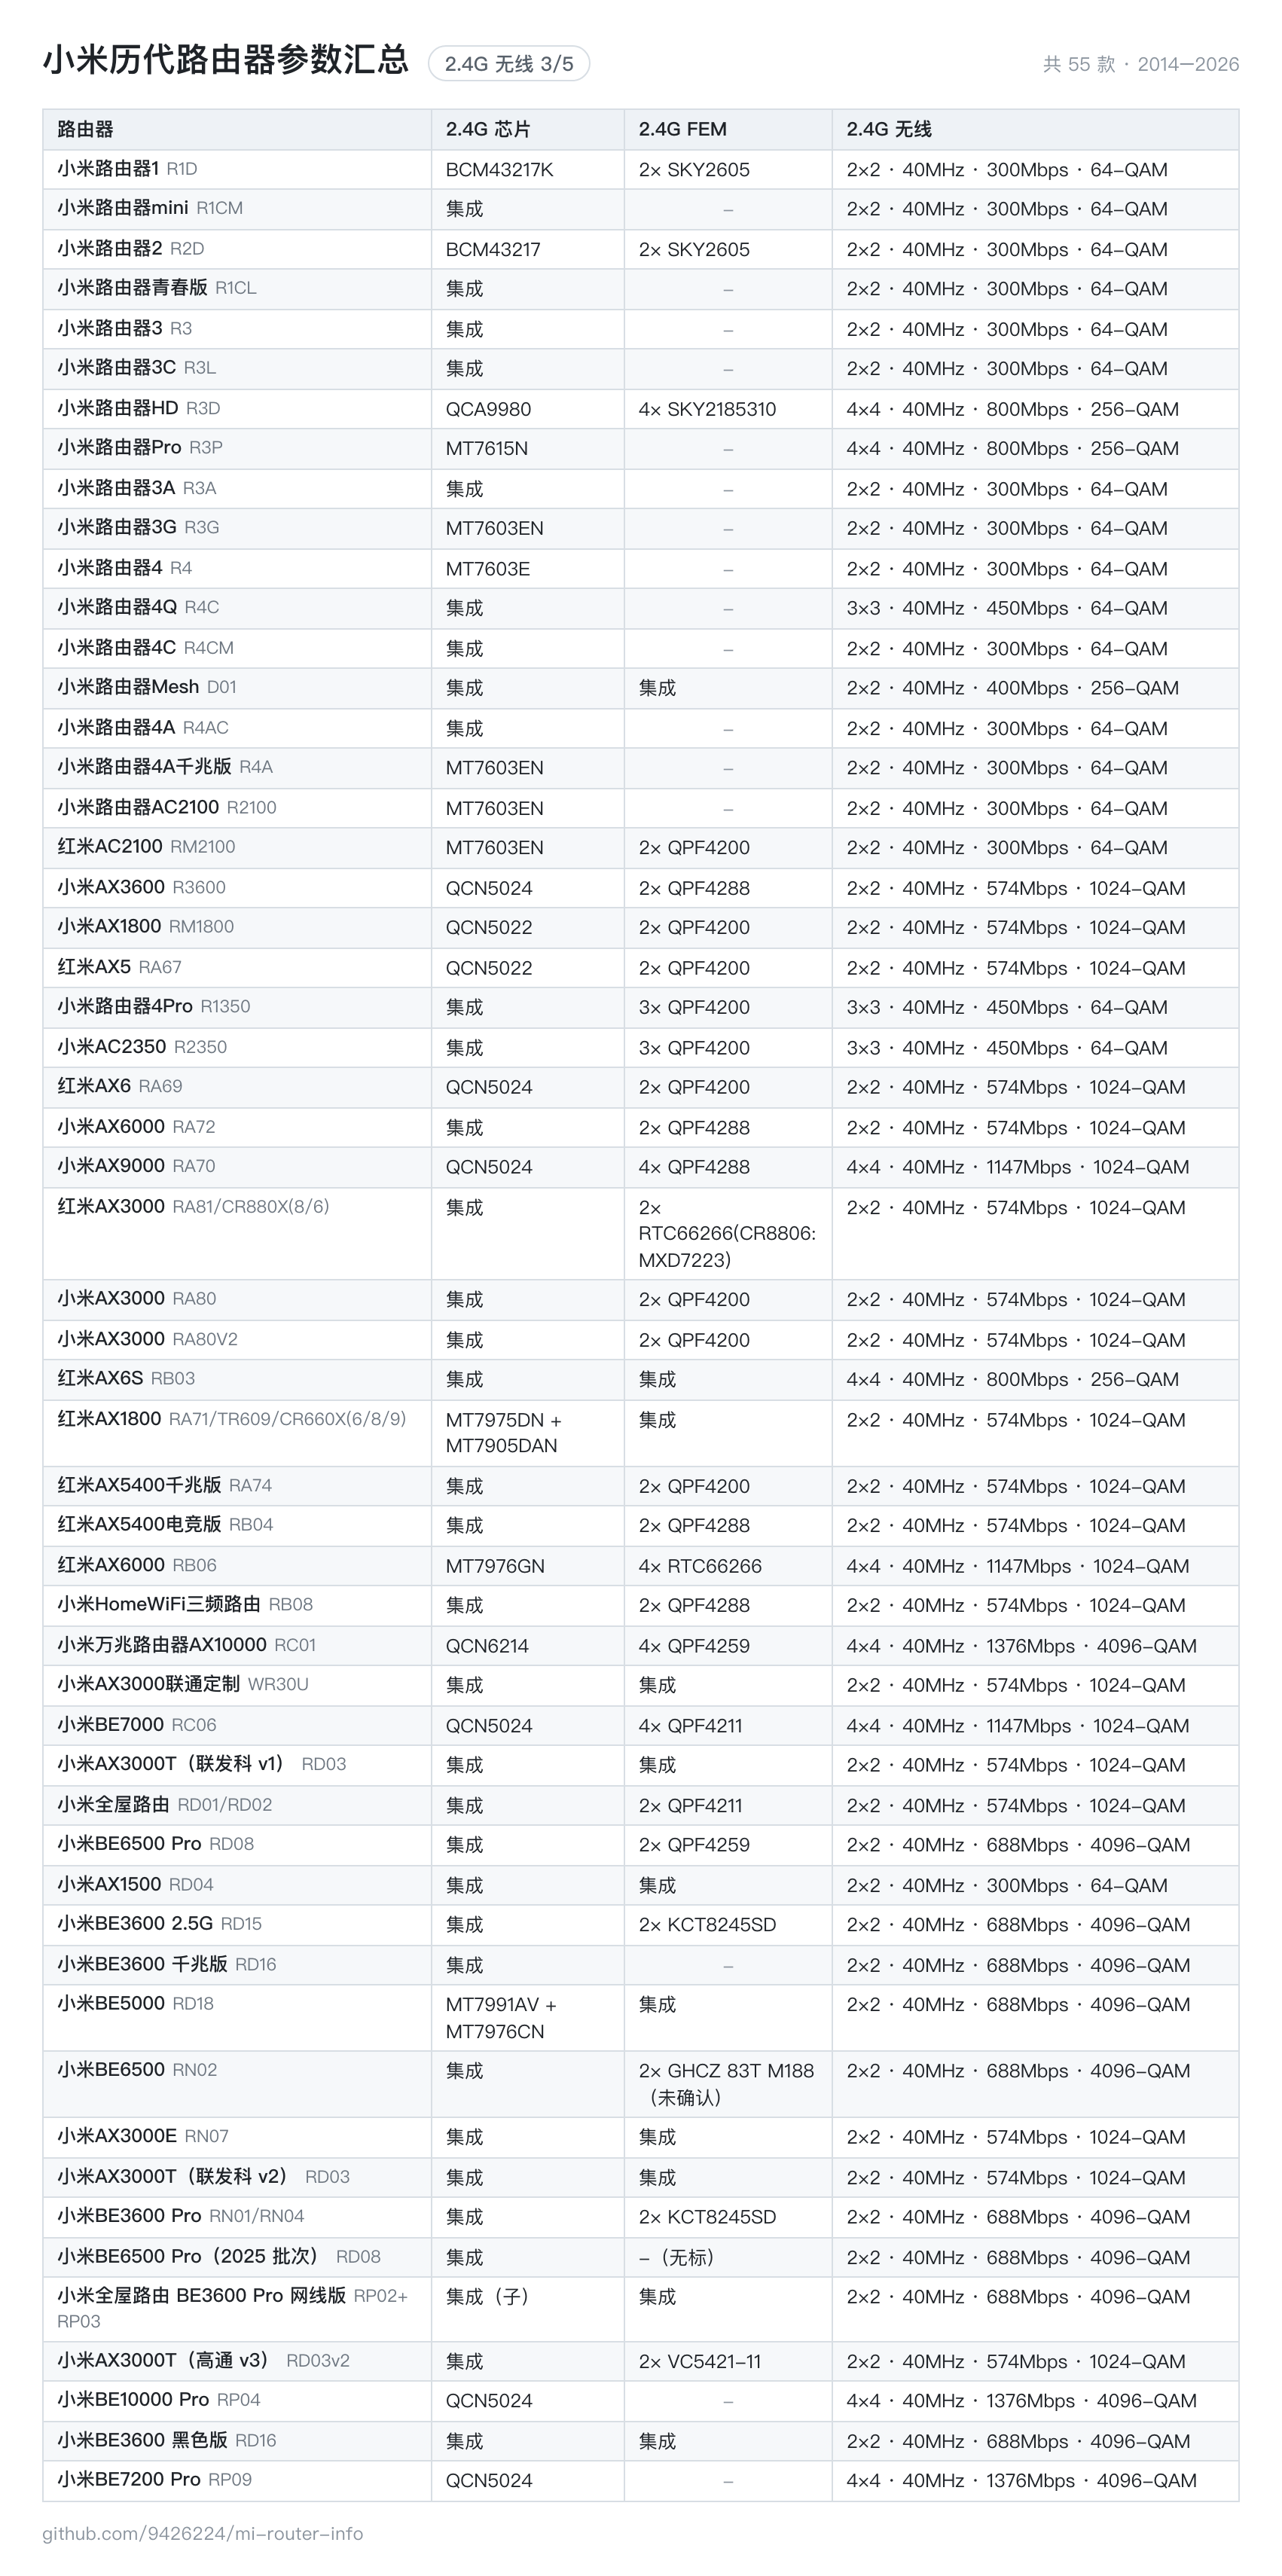 小米历代路由器参数汇总 2.4G 无线 3/5 共 55 款 · 2014—2026
路由器 2.4G 芯片 2.4G FEM 2.4G 无线
小米路由器1 R1D BCM43217K 2× SKY2605 2×2 · 40MHz · 300Mbps · 64-QAM
小米路由器mini R1CM 集成 – 2×2 · 40MHz · 300Mbps · 64-QAM
小米路由器2 R2D BCM43217 2× SKY2605 2×2 · 40MHz · 300Mbps · 64-QAM
小米路由器青春版 R1CL 集成 – 2×2 · 40MHz · 300Mbps · 64-QAM
小米路由器3 R3 集成 – 2×2 · 40MHz · 300Mbps · 64-QAM
小米路由器3C R3L 集成 – 2×2 · 40MHz · 300Mbps · 64-QAM
小米路由器HD R3D QCA9980 4× SKY2185310 4×4 · 40MHz · 800Mbps · 256-QAM
小米路由器Pro R3P MT7615N – 4×4 · 40MHz · 800Mbps · 256-QAM
小米路由器3A R3A 集成 – 2×2 · 40MHz · 300Mbps · 64-QAM
小米路由器3G R3G MT7603EN – 2×2 · 40MHz · 300Mbps · 64-QAM
小米路由器4 R4 MT7603E – 2×2 · 40MHz · 300Mbps · 64-QAM
小米路由器4Q R4C 集成 – 3×3 · 40MHz · 450Mbps · 64-QAM
小米路由器4C R4CM 集成 – 2×2 · 40MHz · 300Mbps · 64-QAM
小米路由器Mesh D01 集成 集成 2×2 · 40MHz · 400Mbps · 256-QAM
小米路由器4A R4AC 集成 – 2×2 · 40MHz · 300Mbps · 64-QAM
小米路由器4A千兆版 R4A MT7603EN – 2×2 · 40MHz · 300Mbps · 64-QAM
小米路由器AC2100 R2100 MT7603EN – 2×2 · 40MHz · 300Mbps · 64-QAM
红米AC2100 RM2100 MT7603EN 2× QPF4200 2×2 · 40MHz · 300Mbps · 64-QAM
小米AX3600 R3600 QCN5024 2× QPF4288 2×2 · 40MHz · 574Mbps · 1024-QAM
小米AX1800 RM1800 QCN5022 2× QPF4200 2×2 · 40MHz · 574Mbps · 1024-QAM
红米AX5 RA67 QCN5022 2× QPF4200 2×2 · 40MHz · 574Mbps · 1024-QAM
小米路由器4Pro R1350 集成 3× QPF4200 3×3 · 40MHz · 450Mbps · 64-QAM
小米AC2350 R2350 集成 3× QPF4200 3×3 · 40MHz · 450Mbps · 64-QAM
红米AX6 RA69 QCN5024 2× QPF4200 2×2 · 40MHz · 574Mbps · 1024-QAM
小米AX6000 RA72 集成 2× QPF4288 2×2 · 40MHz · 574Mbps · 1024-QAM
小米AX9000 RA70 QCN5024 4× QPF4288 4×4 · 40MHz · 1147Mbps · 1024-QAM
红米AX3000 RA81/CR880X(8/6) 集成 2× 2×2 · 40MHz · 574Mbps · 1024-QAM
RTC66266(CR8806:
MXD7223)
小米AX3000 RA80 集成 2× QPF4200 2×2 · 40MHz · 574Mbps · 1024-QAM
小米AX3000 RA80V2 集成 2× QPF4200 2×2 · 40MHz · 574Mbps · 1024-QAM
红米AX6S RB03 集成 集成 4×4 · 40MHz · 800Mbps · 256-QAM
红米AX1800 RA71/TR609/CR660X(6/8/9) MT7975DN + 集成 2×2 · 40MHz · 574Mbps · 1024-QAM
MT7905DAN
红米AX5400千兆版 RA74 集成 2× QPF4200 2×2 · 40MHz · 574Mbps · 1024-QAM
红米AX5400电竞版 RB04 集成 2× QPF4288 2×2 · 40MHz · 574Mbps · 1024-QAM
红米AX6000 RB06 MT7976GN 4× RTC66266 4×4 · 40MHz · 1147Mbps · 1024-QAM
小米HomeWiFi三频路由 RB08 集成 2× QPF4288 2×2 · 40MHz · 574Mbps · 1024-QAM
小米万兆路由器AX10000 RC01 QCN6214 4× QPF4259 4×4 · 40MHz · 1376Mbps · 4096-QAM
小米AX3000联通定制 WR30U 集成 集成 2×2 · 40MHz · 574Mbps · 1024-QAM
小米BE7000 RC06 QCN5024 4× QPF4211 4×4 · 40MHz · 1147Mbps · 1024-QAM
小米AX3000T（联发科 v1） RD03 集成 集成 2×2 · 40MHz · 574Mbps · 1024-QAM
小米全屋路由 RD01/RD02 集成 2× QPF4211 2×2 · 40MHz · 574Mbps · 1024-QAM
小米BE6500 Pro RD08 集成 2× QPF4259 2×2 · 40MHz · 688Mbps · 4096-QAM
小米AX1500 RD04 集成 集成 2×2 · 40MHz · 300Mbps · 64-QAM
小米BE3600 2.5G RD15 集成 2× KCT8245SD 2×2 · 40MHz · 688Mbps · 4096-QAM
小米BE3600 千兆版 RD16 集成 – 2×2 · 40MHz · 688Mbps · 4096-QAM
小米BE5000 RD18 MT7991AV + 集成 2×2 · 40MHz · 688Mbps · 4096-QAM
MT7976CN
小米BE6500 RN02 集成 2× GHCZ 83T M188 2×2 · 40MHz · 688Mbps · 4096-QAM
（未确认）
小米AX3000E RN07 集成 集成 2×2 · 40MHz · 574Mbps · 1024-QAM
小米AX3000T（联发科 v2） RD03 集成 集成 2×2 · 40MHz · 574Mbps · 1024-QAM
小米BE3600 Pro RN01/RN04 集成 2× KCT8245SD 2×2 · 40MHz · 688Mbps · 4096-QAM
小米BE6500 Pro（2025 批次） RD08 集成 –（无标） 2×2 · 40MHz · 688Mbps · 4096-QAM
小米全屋路由 BE3600 Pro 网线版 RP02+ 集成（子） 集成 2×2 · 40MHz · 688Mbps · 4096-QAM
RP03
小米AX3000T（高通 v3） RD03v2 集成 2× VC5421-11 2×2 · 40MHz · 574Mbps · 1024-QAM
小米BE10000 Pro RP04 QCN5024 – 4×4 · 40MHz · 1376Mbps · 4096-QAM
小米BE3600 黑色版 RD16 集成 集成 2×2 · 40MHz · 688Mbps · 4096-QAM
小米BE7200 Pro RP09 QCN5024 – 4×4 · 40MHz · 1376Mbps · 4096-QAM
github.com/9426224/mi-router-info